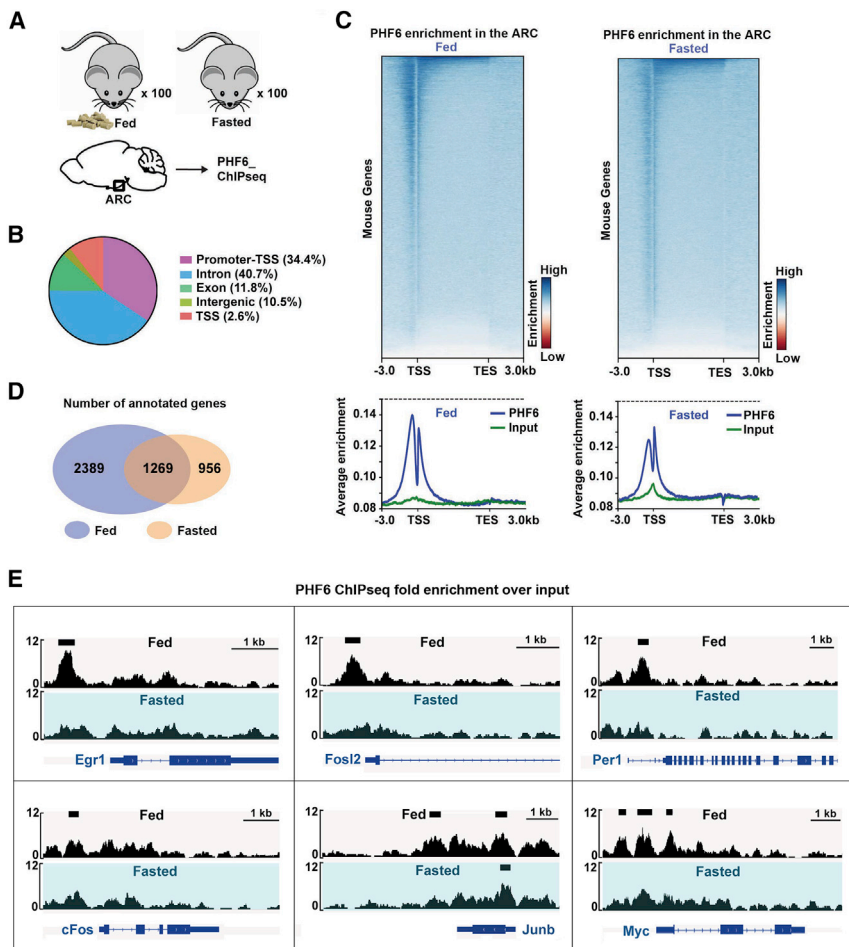 A
x 100
x 100
Fed
Fasted
PHF6_
ChIPseq
ARC
B
Promoter-TSS (34.4%)
Intron (40.7%)
Exon (11.8%)
Intergenic (10.5%)
TSS (2.6%)
C
PHF6 enrichment in the ARC
Fed
Mouse Genes
High
Enrichment
Low
-3.0 TSS TES 3.0kb
PHF6 enrichment in the ARC
Fasted
Mouse Genes
High
Enrichment
Low
-3.0 TSS TES 3.0kb
Average enrichment
0.14
0.12
0.10
0.08
Fed
PHF6
Input
-3.0 TSS TES 3.0kb
Average enrichment
0.14
0.12
0.10
0.08
Fasted
PHF6
Input
-3.0 TSS TES 3.0kb
D
Number of annotated genes
2389 1269 956
Fed Fasted
E
PHF6 ChIPseq fold enrichment over input
12
0
Fed
1 kb
12
0
Fasted
Egr1
12
0
Fed
1 kb
12
0
Fasted
Fosl2
12
0
Fed
1 kb
12
0
Fasted
Per1
12
0
Fed
1 kb
12
0
Fasted
cFos
12
0
Fed
1 kb
12
0
Fasted
Junb
12
0
Fed
1 kb
12
0
Fasted
Myc